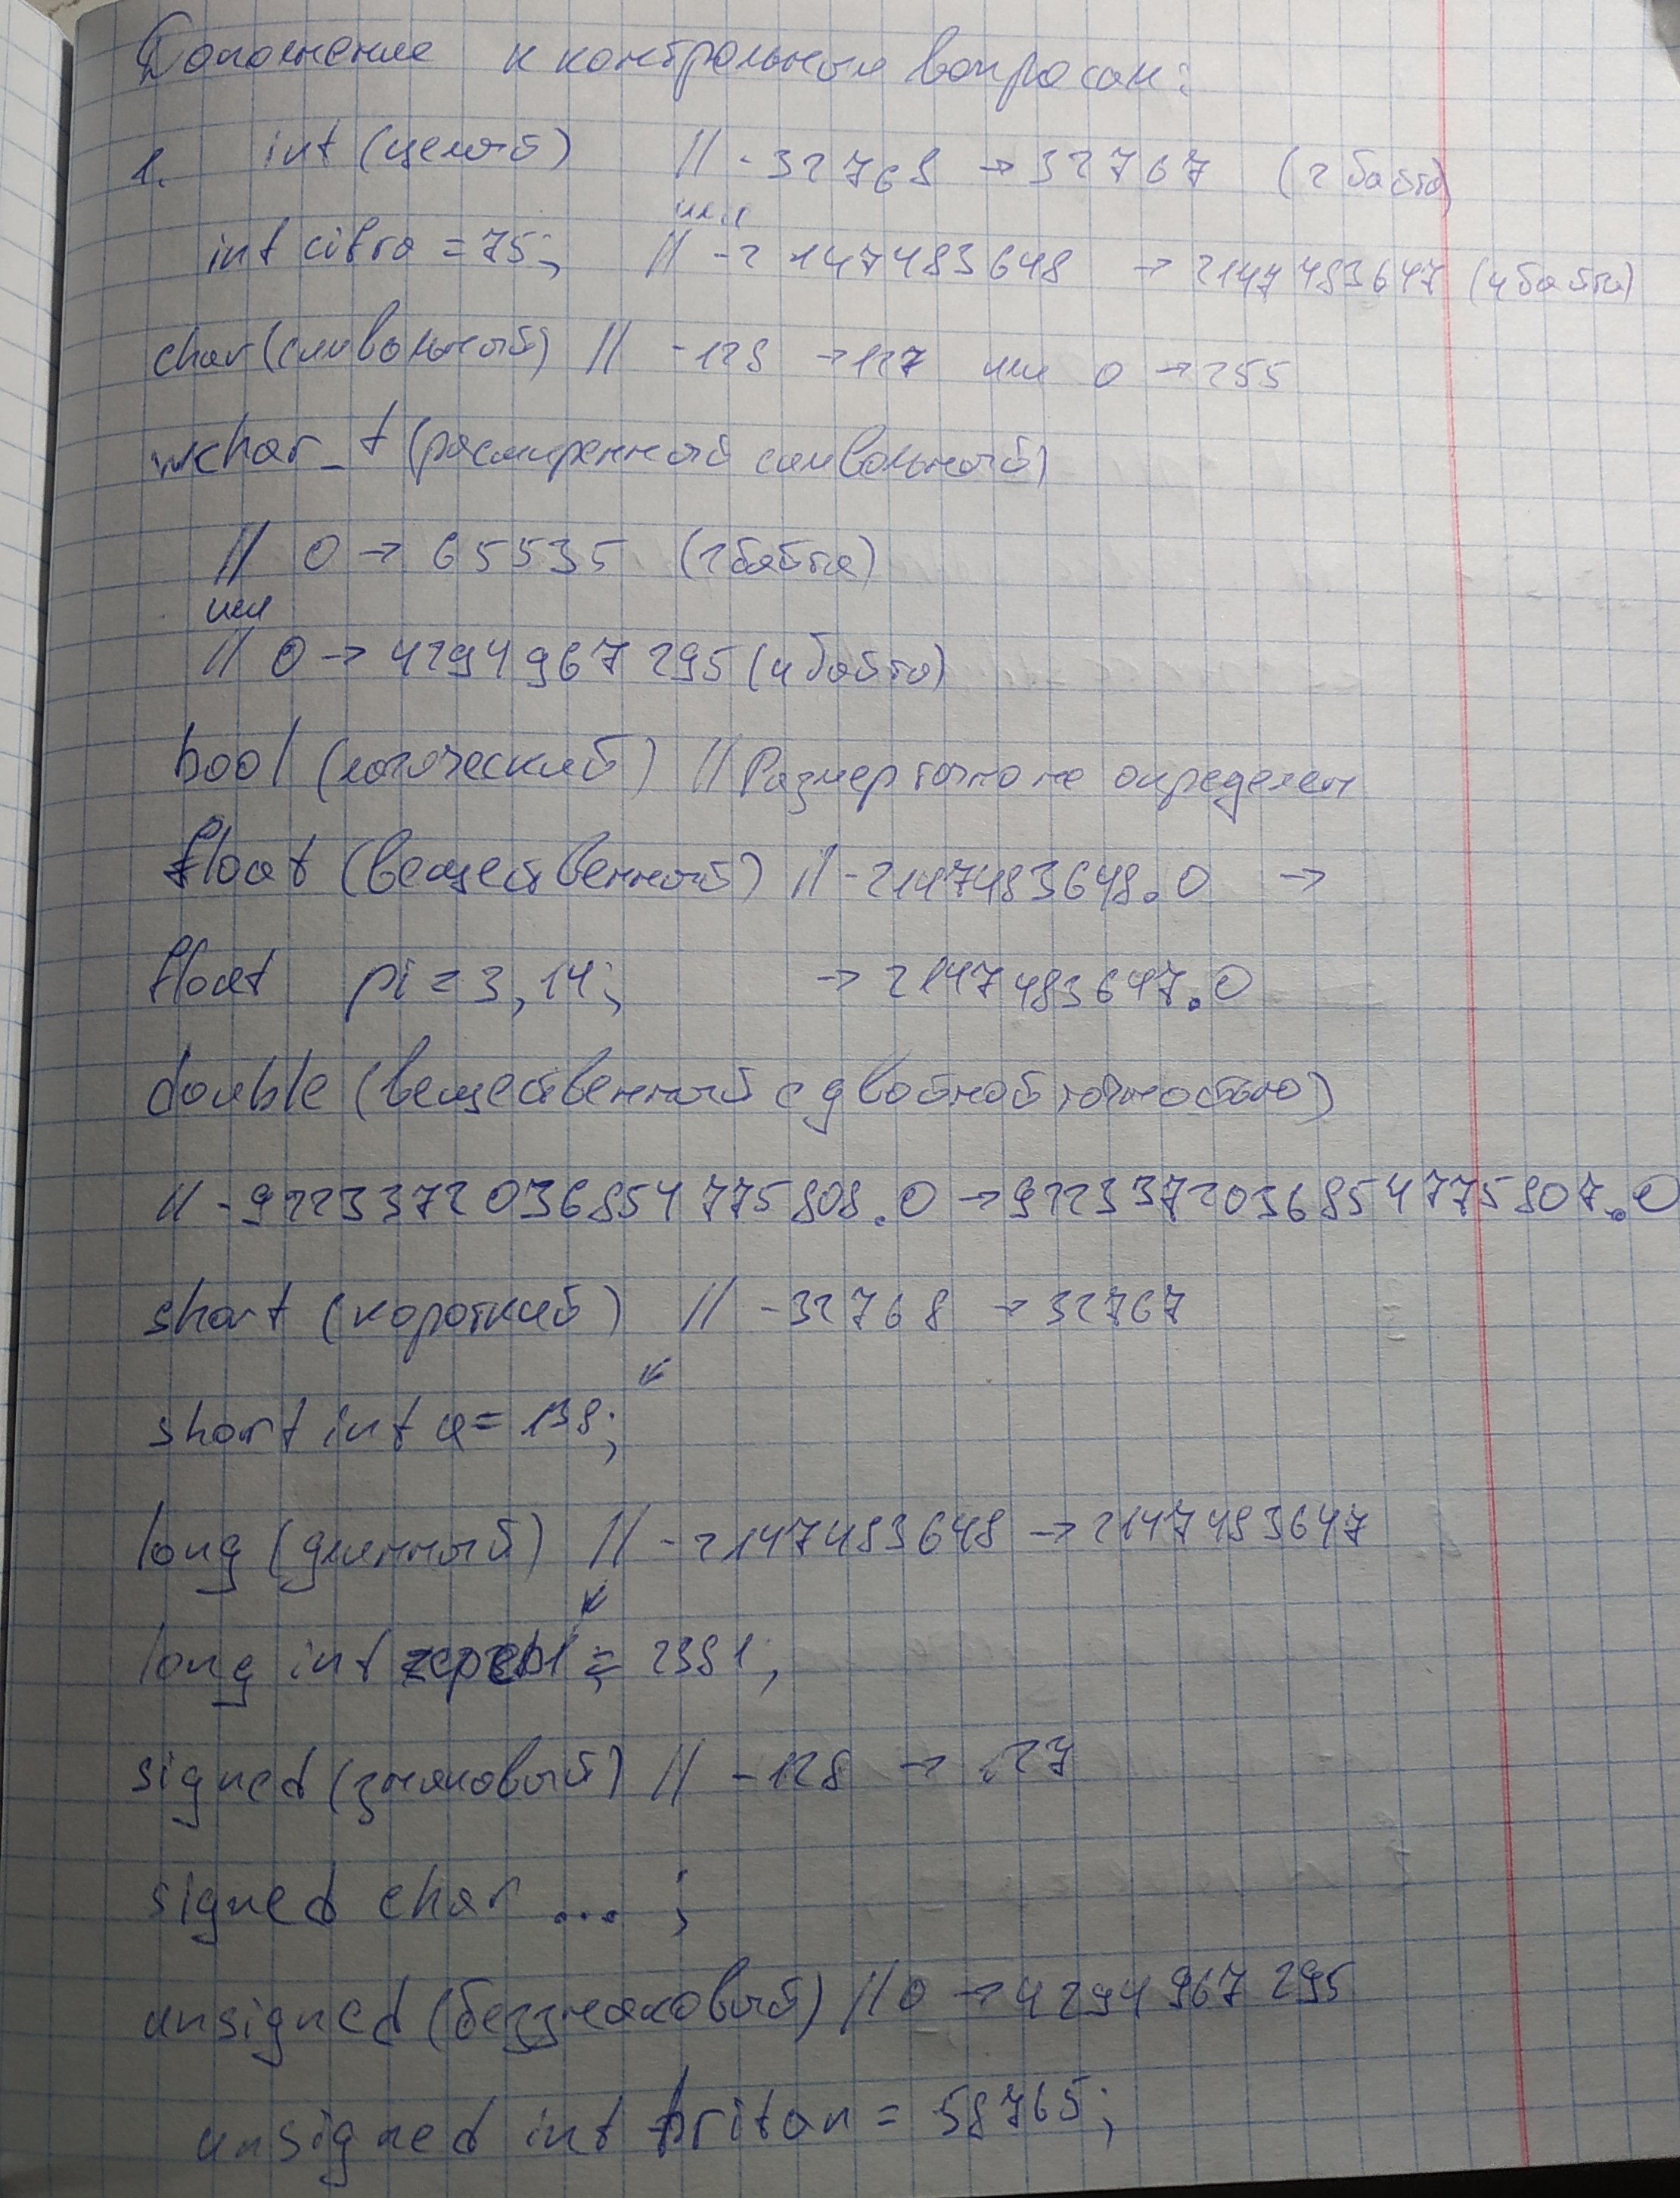 Дополнение к контрольным вопросам:
1. int (целый) // -32768 → 32767 (2 байта)
или
int cifra = 75; // -2147483648 → 2147483647 (4 байта)
char (символьный) // -128 → 127 или 0 → 255
wchar_t (расширенный символьный)
// 0 → 65535 (2 байта)
или
// 0 → 4294967295 (4 байта)
bool (логический) // Размер точно не определен
float (вещественный) // -2147483648.0 →
float pi = 3,14; → 2147483647.0
double (вещественный с двойной точностью)
// -9223372036854775808.0 → 9223372036854775807.0
short (короткий) // -32768 → 32767
short int a = 138;
long (длинный) // -2147483648 → 2147483647
long int = 2381;
signed (знаковый) // -128 → 127
signed char ... ;
unsigned (беззнаковый) // 0 → 4294967295
unsigned int triton = 58765;